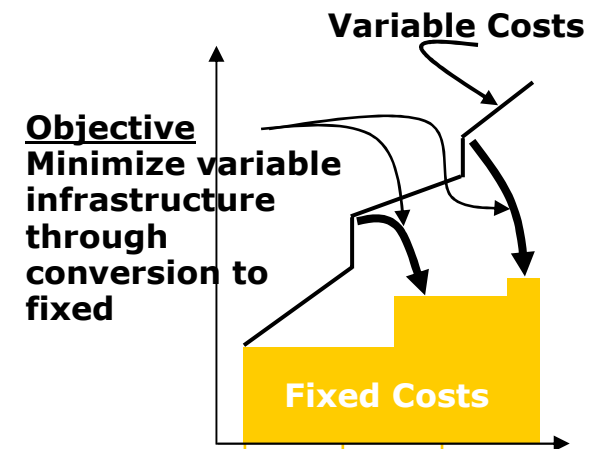 Variable Costs
Objective
Minimize variable
infrastructure
through
conversion to
fixed
Fixed Costs